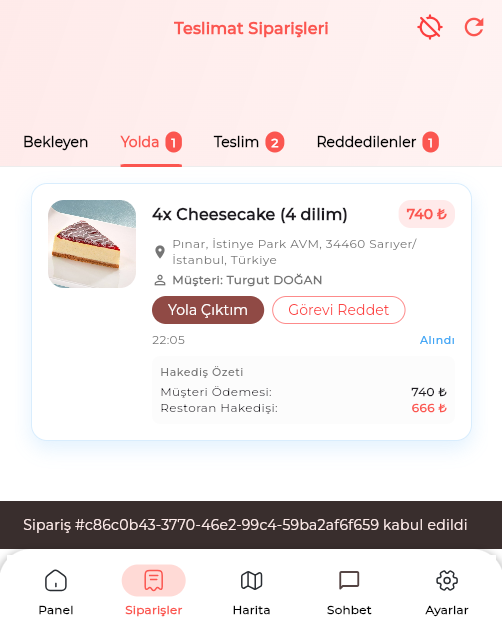 Teslimat Siparişleri
Bekleyen Yolda 1 Teslim 2 Reddedilenler 1
4x Cheesecake (4 dilim) 740 ₺
Pınar, İstinye Park AVM, 34460 Sarıyer/
İstanbul, Türkiye
Müşteri: Turgut DOĞAN
Yola Çıktım Görevi Reddet
22:05 Alındı
Hakediş Özeti
Müşteri Ödemesi: 740 ₺
Restoran Hakedişi: 666 ₺
Sipariş #c86c0b43-3770-46e2-99c4-59ba2af6f659 kabul edildi
Panel Siparişler Harita Sohbet Ayarlar